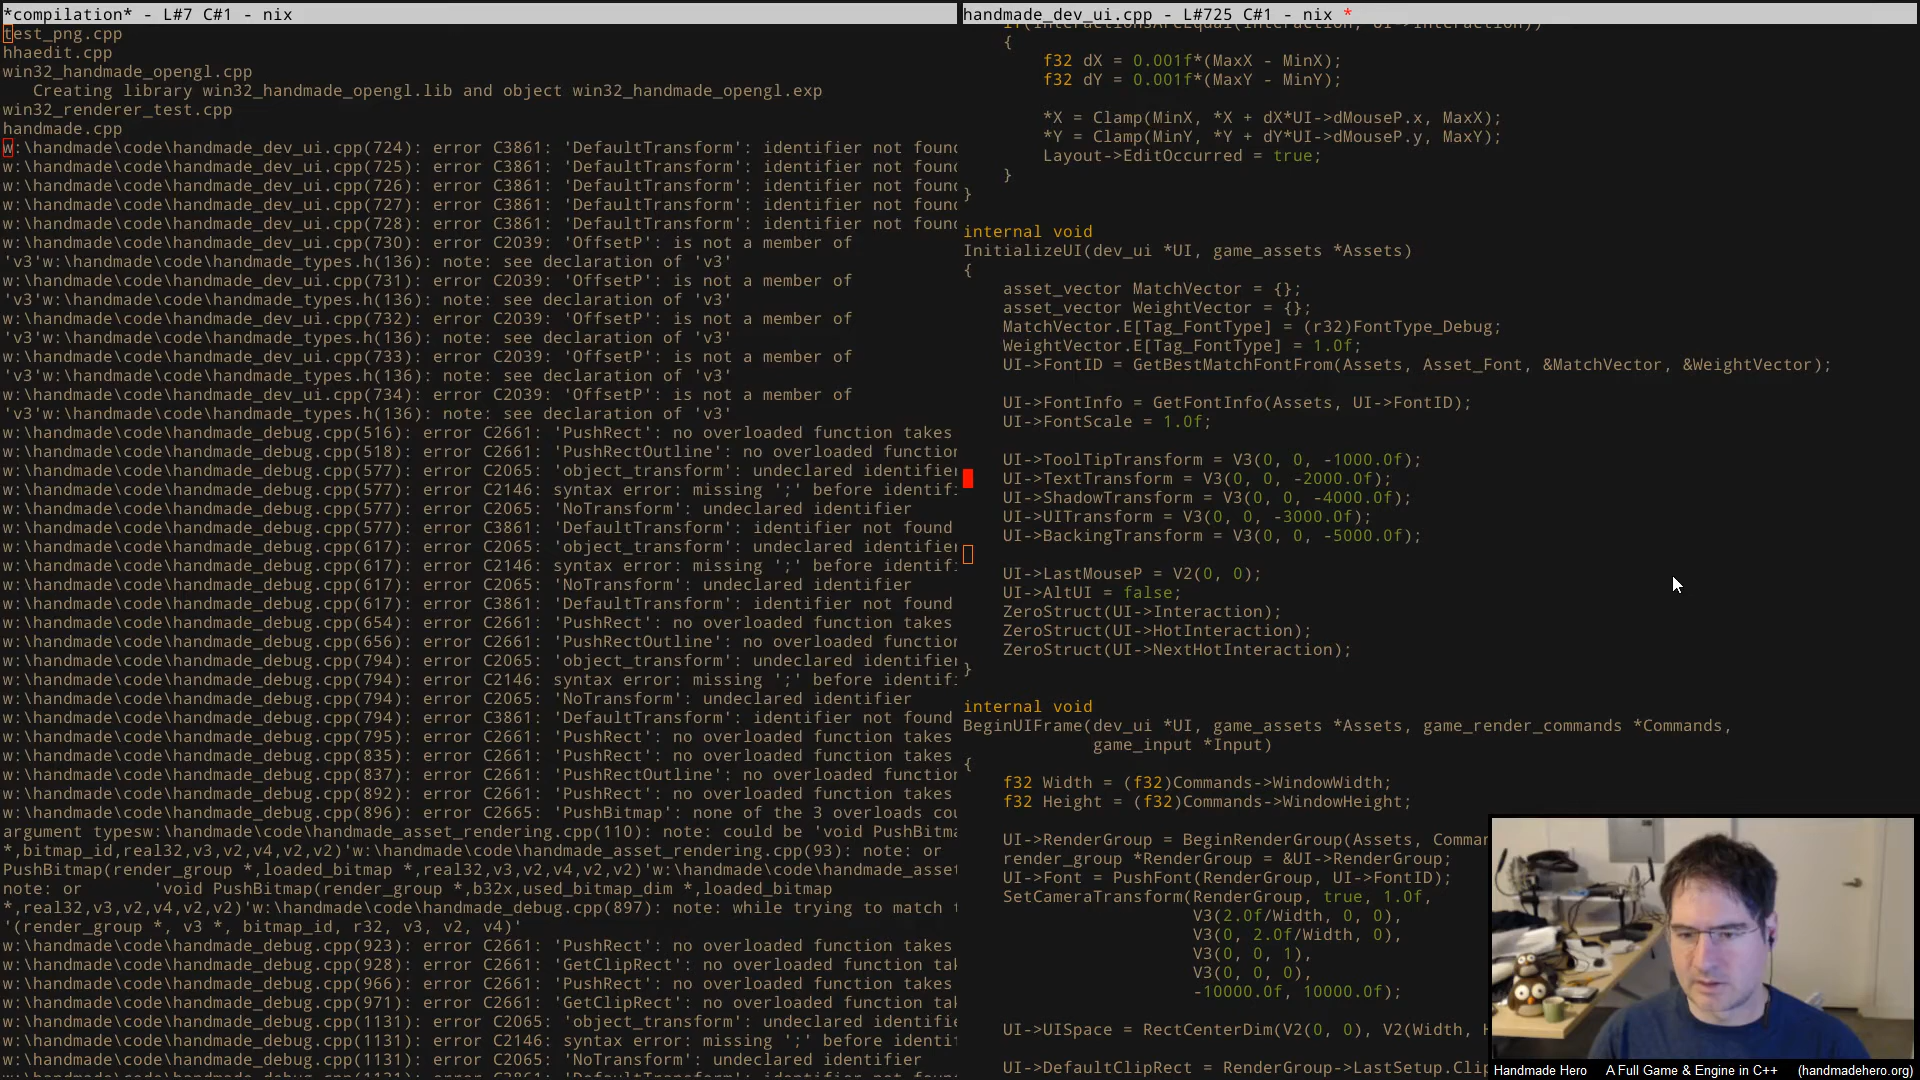 *compilation* - L#7 C#1 - nix
test_png.cpp
hhaedit.cpp
win32_handmade_opengl.cpp
   Creating library win32_handmade_opengl.lib and object win32_handmade_opengl.exp
win32_renderer_test.cpp
handmade.cpp
w:\handmade\code\handmade_dev_ui.cpp(724): error C3861: 'DefaultTransform': identifier not found
w:\handmade\code\handmade_dev_ui.cpp(725): error C3861: 'DefaultTransform': identifier not found
w:\handmade\code\handmade_dev_ui.cpp(726): error C3861: 'DefaultTransform': identifier not found
w:\handmade\code\handmade_dev_ui.cpp(727): error C3861: 'DefaultTransform': identifier not found
w:\handmade\code\handmade_dev_ui.cpp(728): error C3861: 'DefaultTransform': identifier not found
w:\handmade\code\handmade_dev_ui.cpp(730): error C2039: 'OffsetP': is not a member of
'v3'w:\handmade\code\handmade_types.h(136): note: see declaration of 'v3'
w:\handmade\code\handmade_dev_ui.cpp(731): error C2039: 'OffsetP': is not a member of
'v3'w:\handmade\code\handmade_types.h(136): note: see declaration of 'v3'
w:\handmade\code\handmade_dev_ui.cpp(732): error C2039: 'OffsetP': is not a member of
'v3'w:\handmade\code\handmade_types.h(136): note: see declaration of 'v3'
w:\handmade\code\handmade_dev_ui.cpp(733): error C2039: 'OffsetP': is not a member of
'v3'w:\handmade\code\handmade_types.h(136): note: see declaration of 'v3'
w:\handmade\code\handmade_dev_ui.cpp(734): error C2039: 'OffsetP': is not a member of
'v3'w:\handmade\code\handmade_types.h(136): note: see declaration of 'v3'
w:\handmade\code\handmade_debug.cpp(516): error C2661: 'PushRect': no overloaded function takes
w:\handmade\code\handmade_debug.cpp(518): error C2661: 'PushRectOutline': no overloaded function
w:\handmade\code\handmade_debug.cpp(577): error C2065: 'object_transform': undeclared identifier
w:\handmade\code\handmade_debug.cpp(577): error C2146: syntax error: missing ';' before identif
w:\handmade\code\handmade_debug.cpp(577): error C2065: 'NoTransform': undeclared identifier
w:\handmade\code\handmade_debug.cpp(577): error C3861: 'DefaultTransform': identifier not found
w:\handmade\code\handmade_debug.cpp(617): error C2065: 'object_transform': undeclared identifier
w:\handmade\code\handmade_debug.cpp(617): error C2146: syntax error: missing ';' before identif
w:\handmade\code\handmade_debug.cpp(617): error C2065: 'NoTransform': undeclared identifier
w:\handmade\code\handmade_debug.cpp(617): error C3861: 'DefaultTransform': identifier not found
w:\handmade\code\handmade_debug.cpp(654): error C2661: 'PushRect': no overloaded function takes
w:\handmade\code\handmade_debug.cpp(656): error C2661: 'PushRectOutline': no overloaded function
w:\handmade\code\handmade_debug.cpp(794): error C2065: 'object_transform': undeclared identifier
w:\handmade\code\handmade_debug.cpp(794): error C2146: syntax error: missing ';' before identif
w:\handmade\code\handmade_debug.cpp(794): error C2065: 'NoTransform': undeclared identifier
w:\handmade\code\handmade_debug.cpp(794): error C3861: 'DefaultTransform': identifier not found
w:\handmade\code\handmade_debug.cpp(795): error C2661: 'PushRect': no overloaded function takes
w:\handmade\code\handmade_debug.cpp(835): error C2661: 'PushRect': no overloaded function takes
w:\handmade\code\handmade_debug.cpp(837): error C2661: 'PushRectOutline': no overloaded function
w:\handmade\code\handmade_debug.cpp(892): error C2661: 'PushRect': no overloaded function takes
w:\handmade\code\handmade_debug.cpp(896): error C2665: 'PushBitmap': none of the 3 overloads cou
argument typesw:\handmade\code\handmade_asset_rendering.cpp(110): note: could be 'void PushBitma
*,bitmap_id,real32,v3,v2,v4,v2,v2)'w:\handmade\code\handmade_asset_rendering.cpp(93): note: or
PushBitmap(render_group *,loaded_bitmap *,real32,v3,v2,v4,v2,v2)'w:\handmade\code\handmade_asset
note: or       'void PushBitmap(render_group *,b32x,used_bitmap_dim *,loaded_bitmap
*,real32,v3,v2,v4,v2,v2)'w:\handmade\code\handmade_debug.cpp(897): note: while trying to match t
'(render_group *, v3 *, bitmap_id, r32, v3, v2, v4)'
w:\handmade\code\handmade_debug.cpp(923): error C2661: 'PushRect': no overloaded function takes
w:\handmade\code\handmade_debug.cpp(928): error C2661: 'GetClipRect': no overloaded function tak
w:\handmade\code\handmade_debug.cpp(966): error C2661: 'PushRect': no overloaded function takes
w:\handmade\code\handmade_debug.cpp(971): error C2661: 'GetClipRect': no overloaded function tak
w:\handmade\code\handmade_debug.cpp(1131): error C2065: 'object_transform': undeclared identifie
w:\handmade\code\handmade_debug.cpp(1131): error C2146: syntax error: missing ';' before identi
w:\handmade\code\handmade_debug.cpp(1131): error C2065: 'NoTransform': undeclared identifier
handmade_dev_ui.cpp - L#725 C#1 - nix *
    if(InteractionsAreEqual(Interaction, UI->Interaction))
    {
        f32 dX = 0.001f*(MaxX - MinX);
        f32 dY = 0.001f*(MaxY - MinY);
        *X = Clamp(MinX, *X + dX*UI->dMouseP.x, MaxX);
        *Y = Clamp(MinY, *Y + dY*UI->dMouseP.y, MaxY);
        Layout->EditOccurred = true;
    }
}
internal void
InitializeUI(dev_ui *UI, game_assets *Assets)
{
    asset_vector MatchVector = {};
    asset_vector WeightVector = {};
    MatchVector.E[Tag_FontType] = (r32)FontType_Debug;
    WeightVector.E[Tag_FontType] = 1.0f;
    UI->FontID = GetBestMatchFontFrom(Assets, Asset_Font, &MatchVector, &WeightVector);
    UI->FontInfo = GetFontInfo(Assets, UI->FontID);
    UI->FontScale = 1.0f;
    UI->ToolTipTransform = V3(0, 0, -1000.0f);
    UI->TextTransform = V3(0, 0, -2000.0f);
    UI->ShadowTransform = V3(0, 0, -4000.0f);
    UI->UITransform = V3(0, 0, -3000.0f);
    UI->BackingTransform = V3(0, 0, -5000.0f);
    UI->LastMouseP = V2(0, 0);
    UI->AltUI = false;
    ZeroStruct(UI->Interaction);
    ZeroStruct(UI->HotInteraction);
    ZeroStruct(UI->NextHotInteraction);
}
internal void
BeginUIFrame(dev_ui *UI, game_assets *Assets, game_render_commands *Commands,
             game_input *Input)
{
    f32 Width = (f32)Commands->WindowWidth;
    f32 Height = (f32)Commands->WindowHeight;
    UI->RenderGroup = BeginRenderGroup(Assets, Comman
    render_group *RenderGroup = &UI->RenderGroup;
    UI->Font = PushFont(RenderGroup, UI->FontID);
    SetCameraTransform(RenderGroup, true, 1.0f,
                       V3(2.0f/Width, 0, 0),
                       V3(0, 2.0f/Width, 0),
                       V3(0, 0, 1),
                       V3(0, 0, 0),
                       -10000.0f, 10000.0f);
    UI->UISpace = RectCenterDim(V2(0, 0), V2(Width, H
    UI->DefaultClipRect = RenderGroup->LastSetup.Clip
Handmade Hero    A Full Game & Engine in C++    (handmadehero.org)